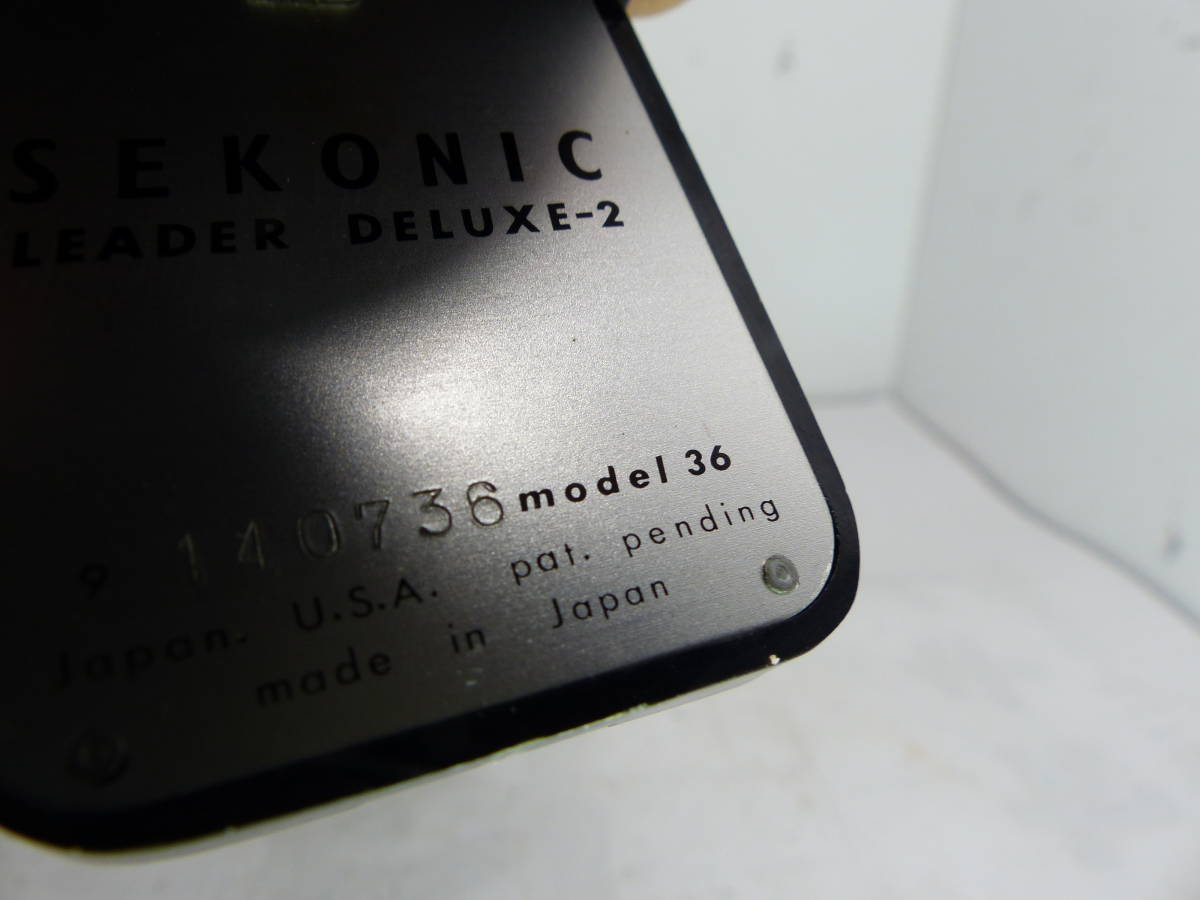 SEKONIC
LEADER DELUXE-2
9 140736 model 36
Japan. U.S.A. pat. pending
made in Japan